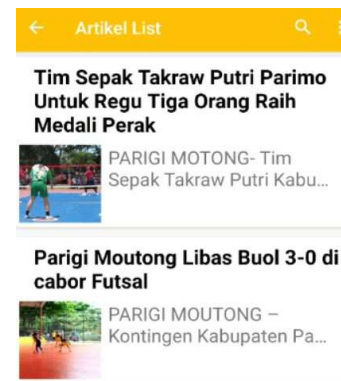 Artikel List
Tim Sepak Takraw Putri Parimo
Untuk Regu Tiga Orang Raih
Medali Perak
PARIGI MOTONG- Tim
Sepak Takraw Putri Kabu...
Parigi Moutong Libas Buol 3-0 di
cabor Futsal
PARIGI MOUTONG –
Kontingen Kabupaten Pa...